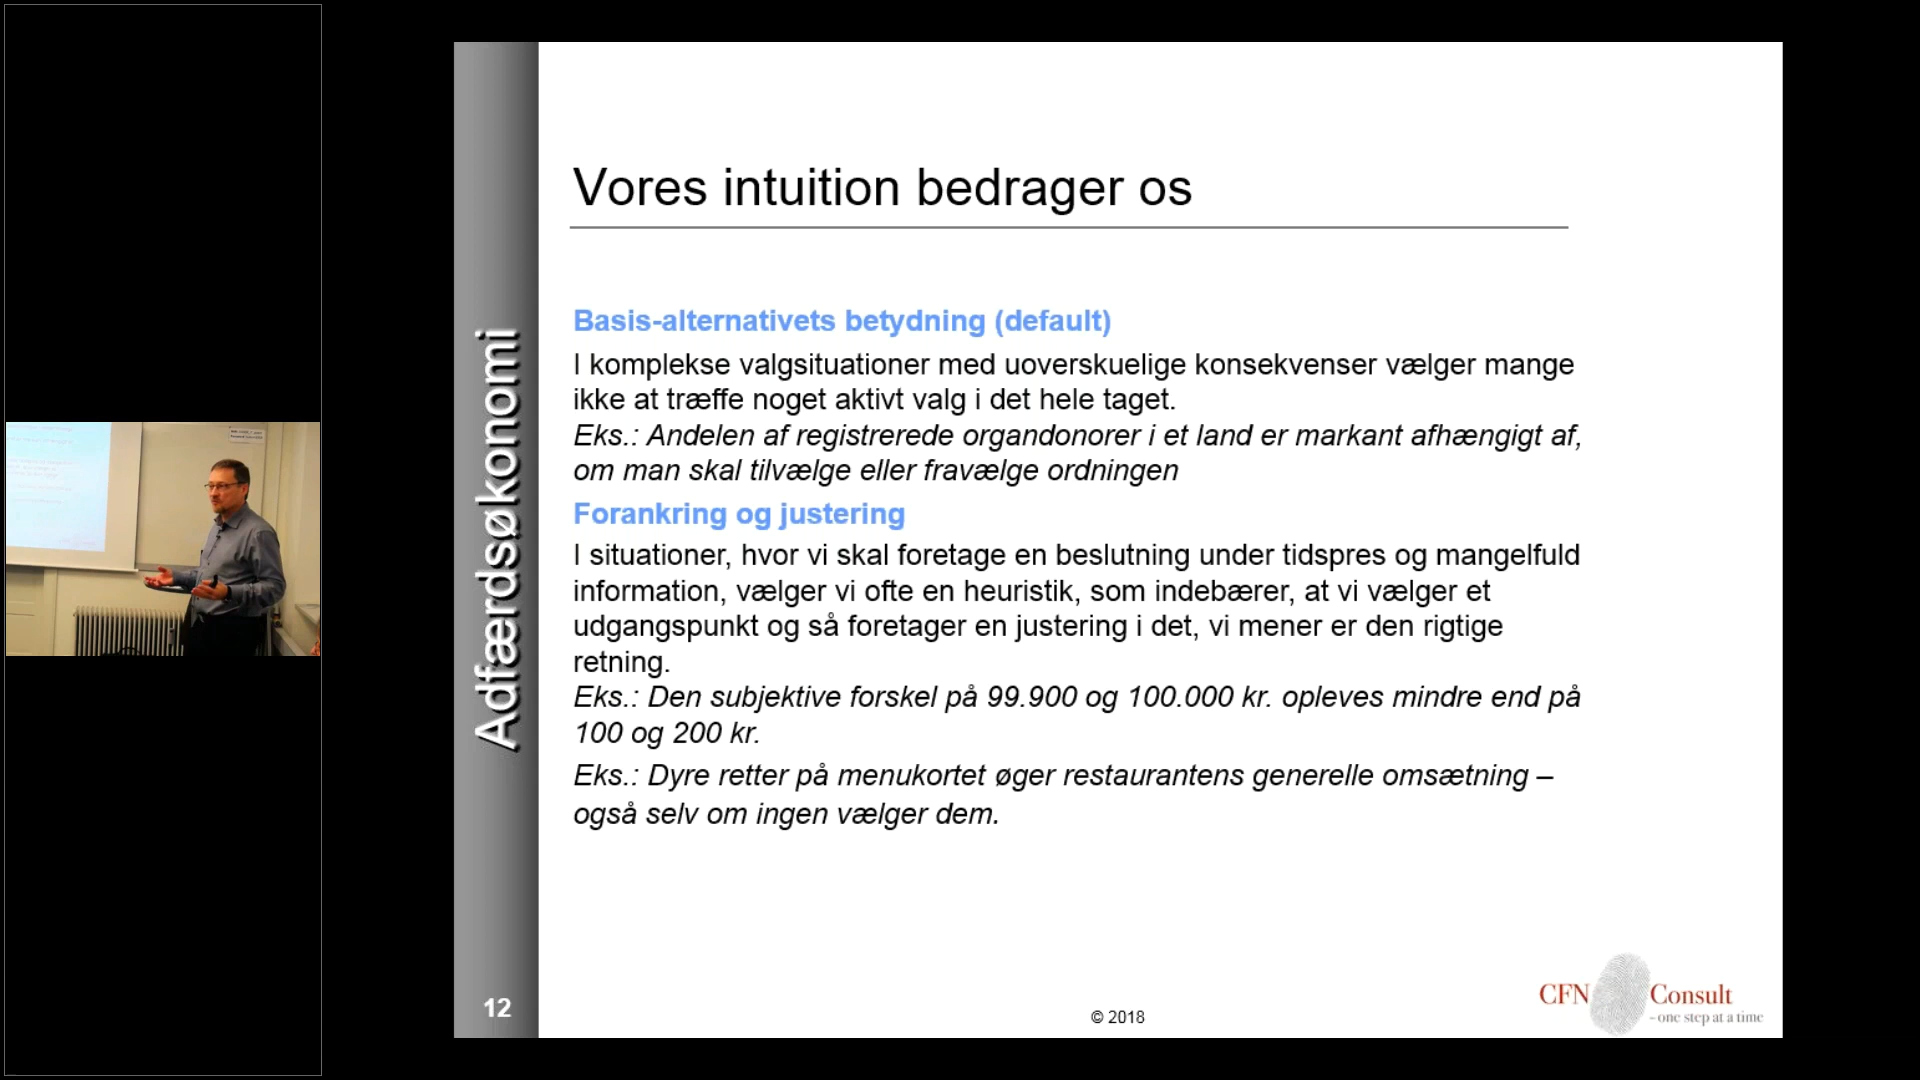 Vores intuition bedrager os
Basis-alternativets betydning (default)
I komplekse valgsituationer med uoverskuelige konsekvenser vælger mange
ikke at træffe noget aktivt valg i det hele taget.
Eks.: Andelen af registrerede organdonorer i et land er markant afhængigt af,
om man skal tilvælge eller fravælge ordningen
Forankring og justering
I situationer, hvor vi skal foretage en beslutning under tidspres og mangelfuld
information, vælger vi ofte en heuristik, som indebærer, at vi vælger et
udgangspunkt og så foretager en justering i det, vi mener er den rigtige
retning.
Eks.: Den subjektive forskel på 99.900 og 100.000 kr. opleves mindre end på
100 og 200 kr.
Eks.: Dyre retter på menukortet øger restaurantens generelle omsætning –
også selv om ingen vælger dem.
Adfærdsøkonomi
12
© 2018
CFN Consult
- one step at a time